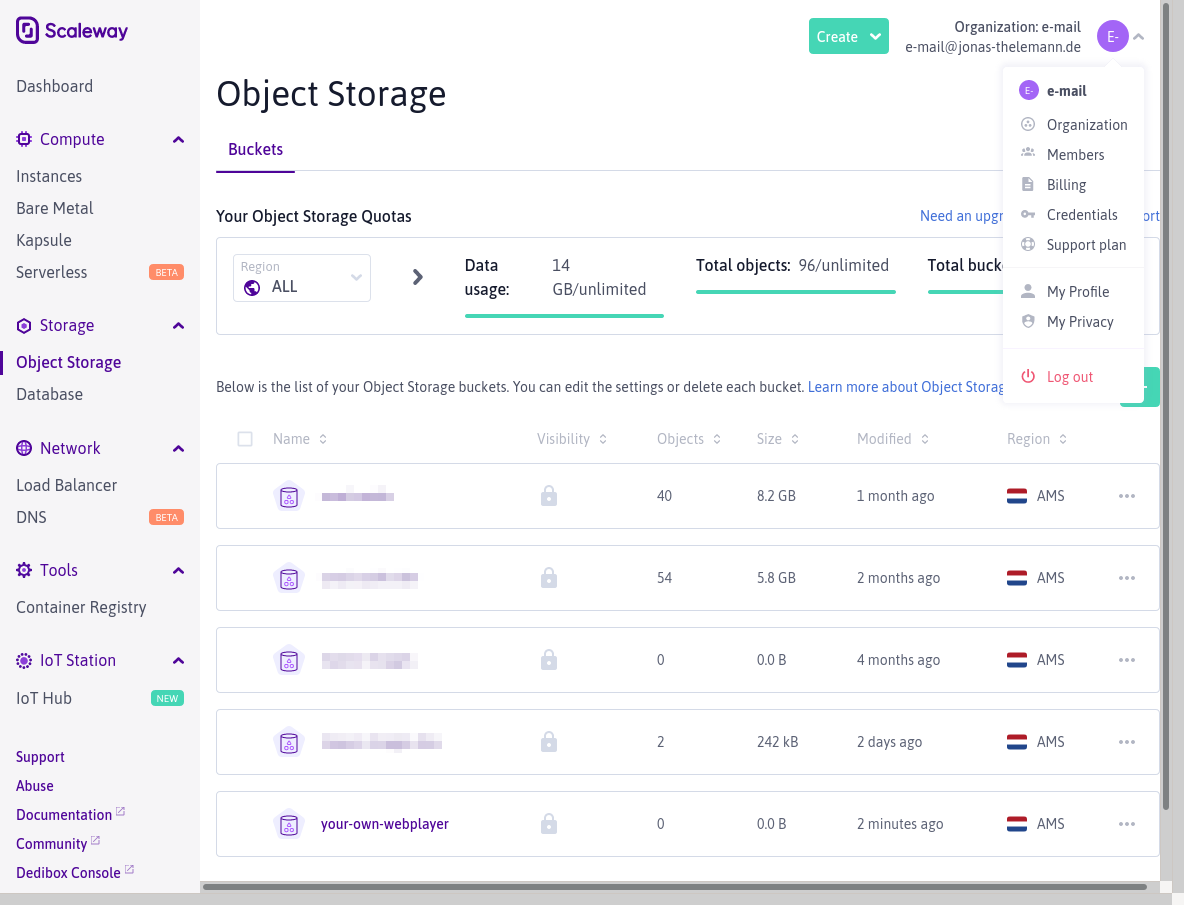 Scaleway
Dashboard
Compute
Instances
Bare Metal
Kapsule
Serverless BETA
Storage
Object Storage
Database
Network
Load Balancer
DNS BETA
Tools
Container Registry
IoT Station
IoT Hub NEW
Support
Abuse
Documentation
Community
Dedibox Console
Create
Organization: e-mail
e-mail@jonas-thelemann.de
E-
E- e-mail
Organization
Members
Billing
Credentials
Support plan
My Profile
My Privacy
Log out
Object Storage
Buckets
Your Object Storage Quotas
Need an upgr
ort
Region
ALL
Data usage:
14 GB/unlimited
Total objects: 96/unlimited
Total buck
Below is the list of your Object Storage buckets. You can edit the settings or delete each bucket. Learn more about Object Storag
Name Visibility Objects Size Modified Region
40 8.2 GB 1 month ago AMS
54 5.8 GB 2 months ago AMS
0 0.0 B 4 months ago AMS
2 242 kB 2 days ago AMS
your-own-webplayer 0 0.0 B 2 minutes ago AMS